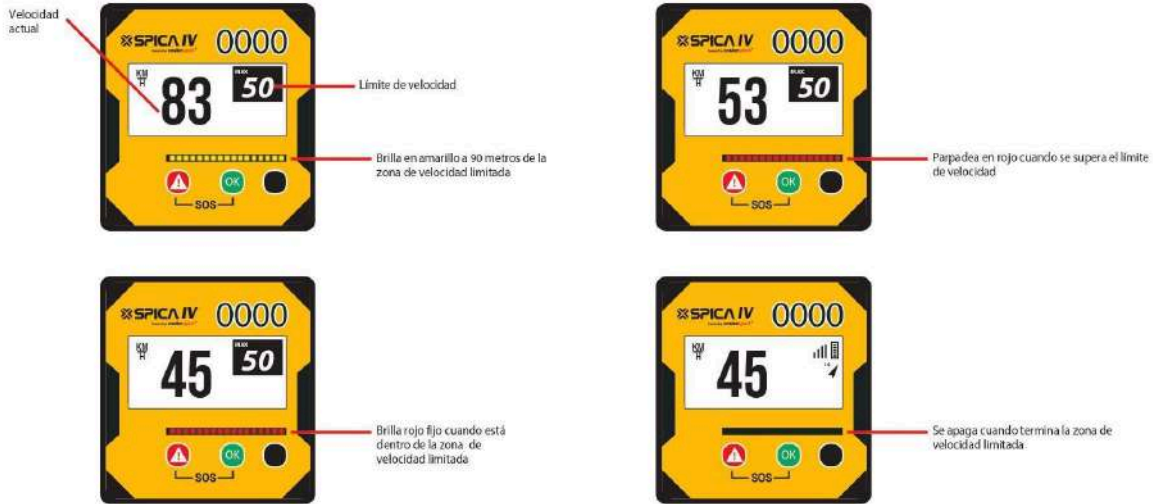 Velocidad
actual
SPICA IV
0000
KM
H
83
MAX
50
Límite de velocidad
Brilla en amarillo a 90 metros de la
zona de velocidad limitada
OK
SOS
SPICA IV
0000
KM
H
53
MAX
50
Parpadea en rojo cuando se supera el límite
de velocidad
OK
SOS
SPICA IV
0000
KM
H
45
MAX
50
Brilla rojo fijo cuando está
dentro de la zona de
velocidad limitada
OK
SOS
SPICA IV
0000
KM
H
45
Se apaga cuando termina la zona de
velocidad limitada
OK
SOS